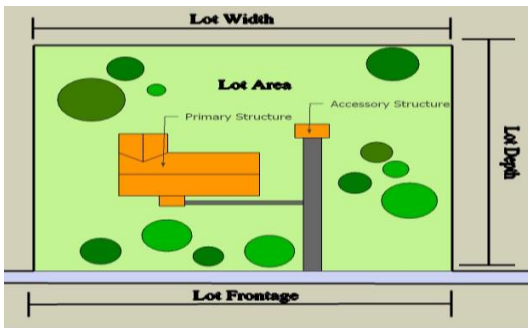 Lot Width
Lot Area
Accessory Structure
Primary Structure
Lot Depth
Lot Frontage